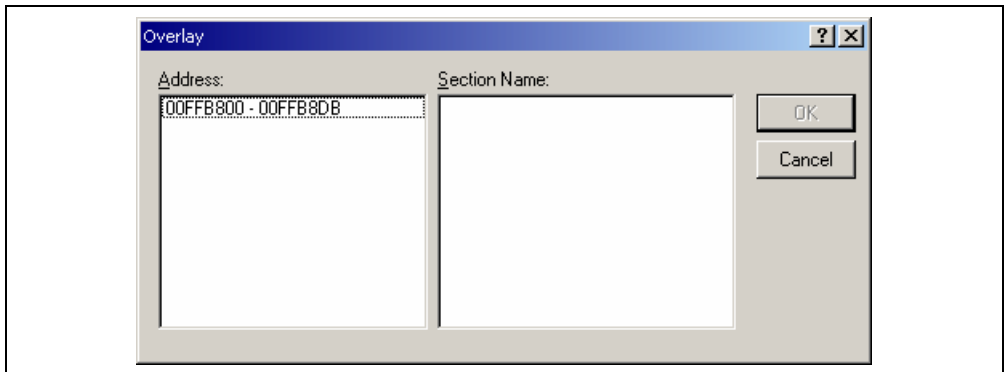 Overlay
Address:
Section Name:
00FFB800 - 00FFB8DB
OK
Cancel